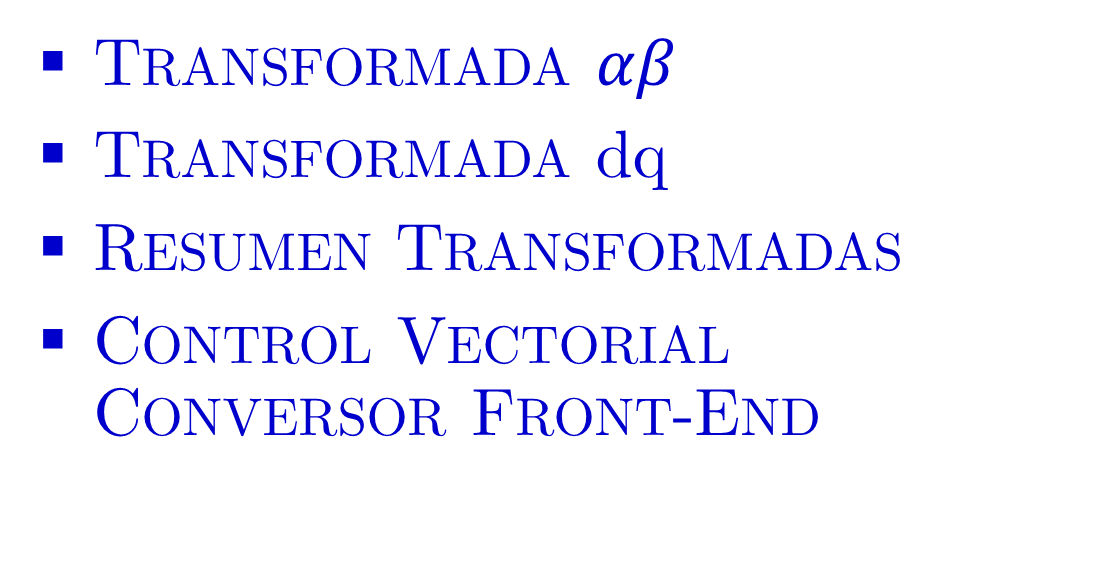 ▪ Transformada αβ
▪ Transformada dq
▪ Resumen Transformadas
▪ Control Vectorial
Conversor Front-End